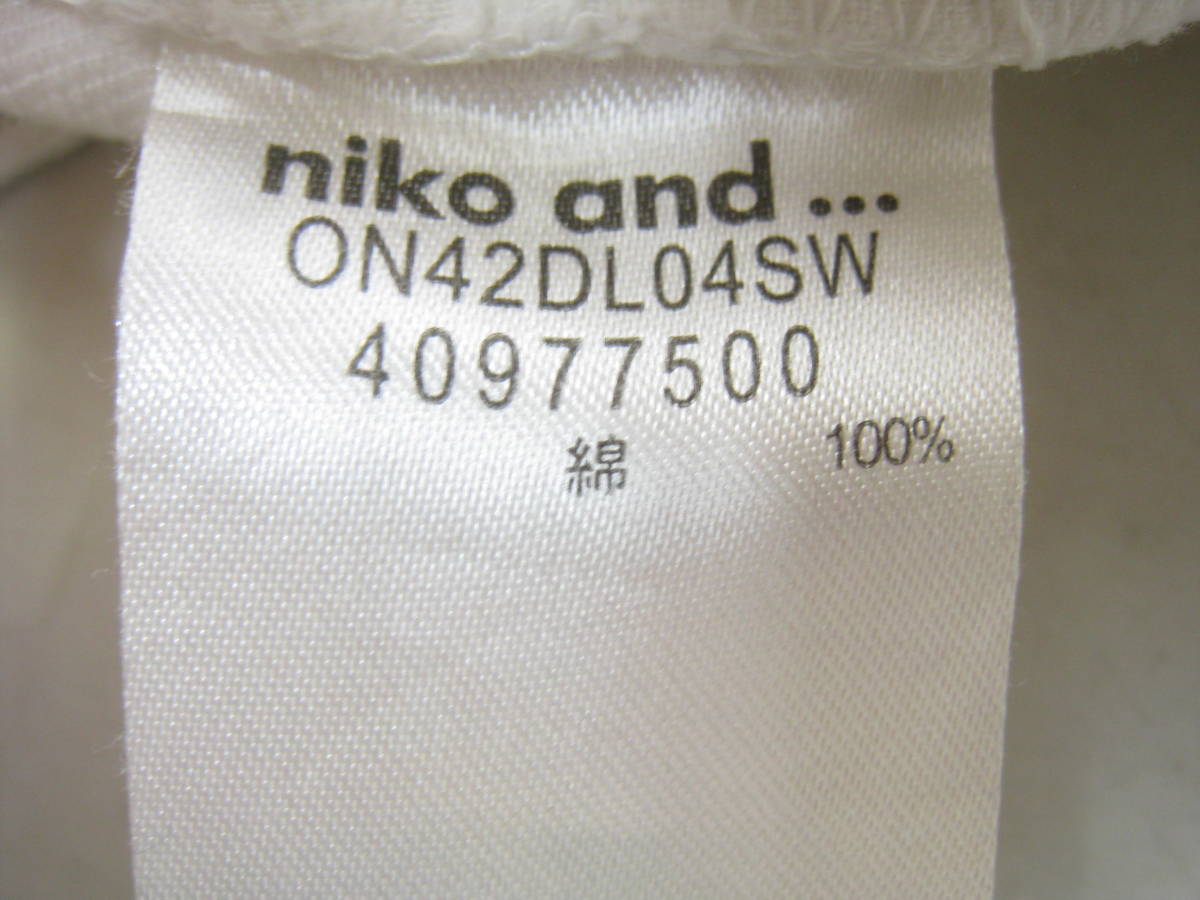 niko and ...
ON42DL04SW
40977500
綿 100%